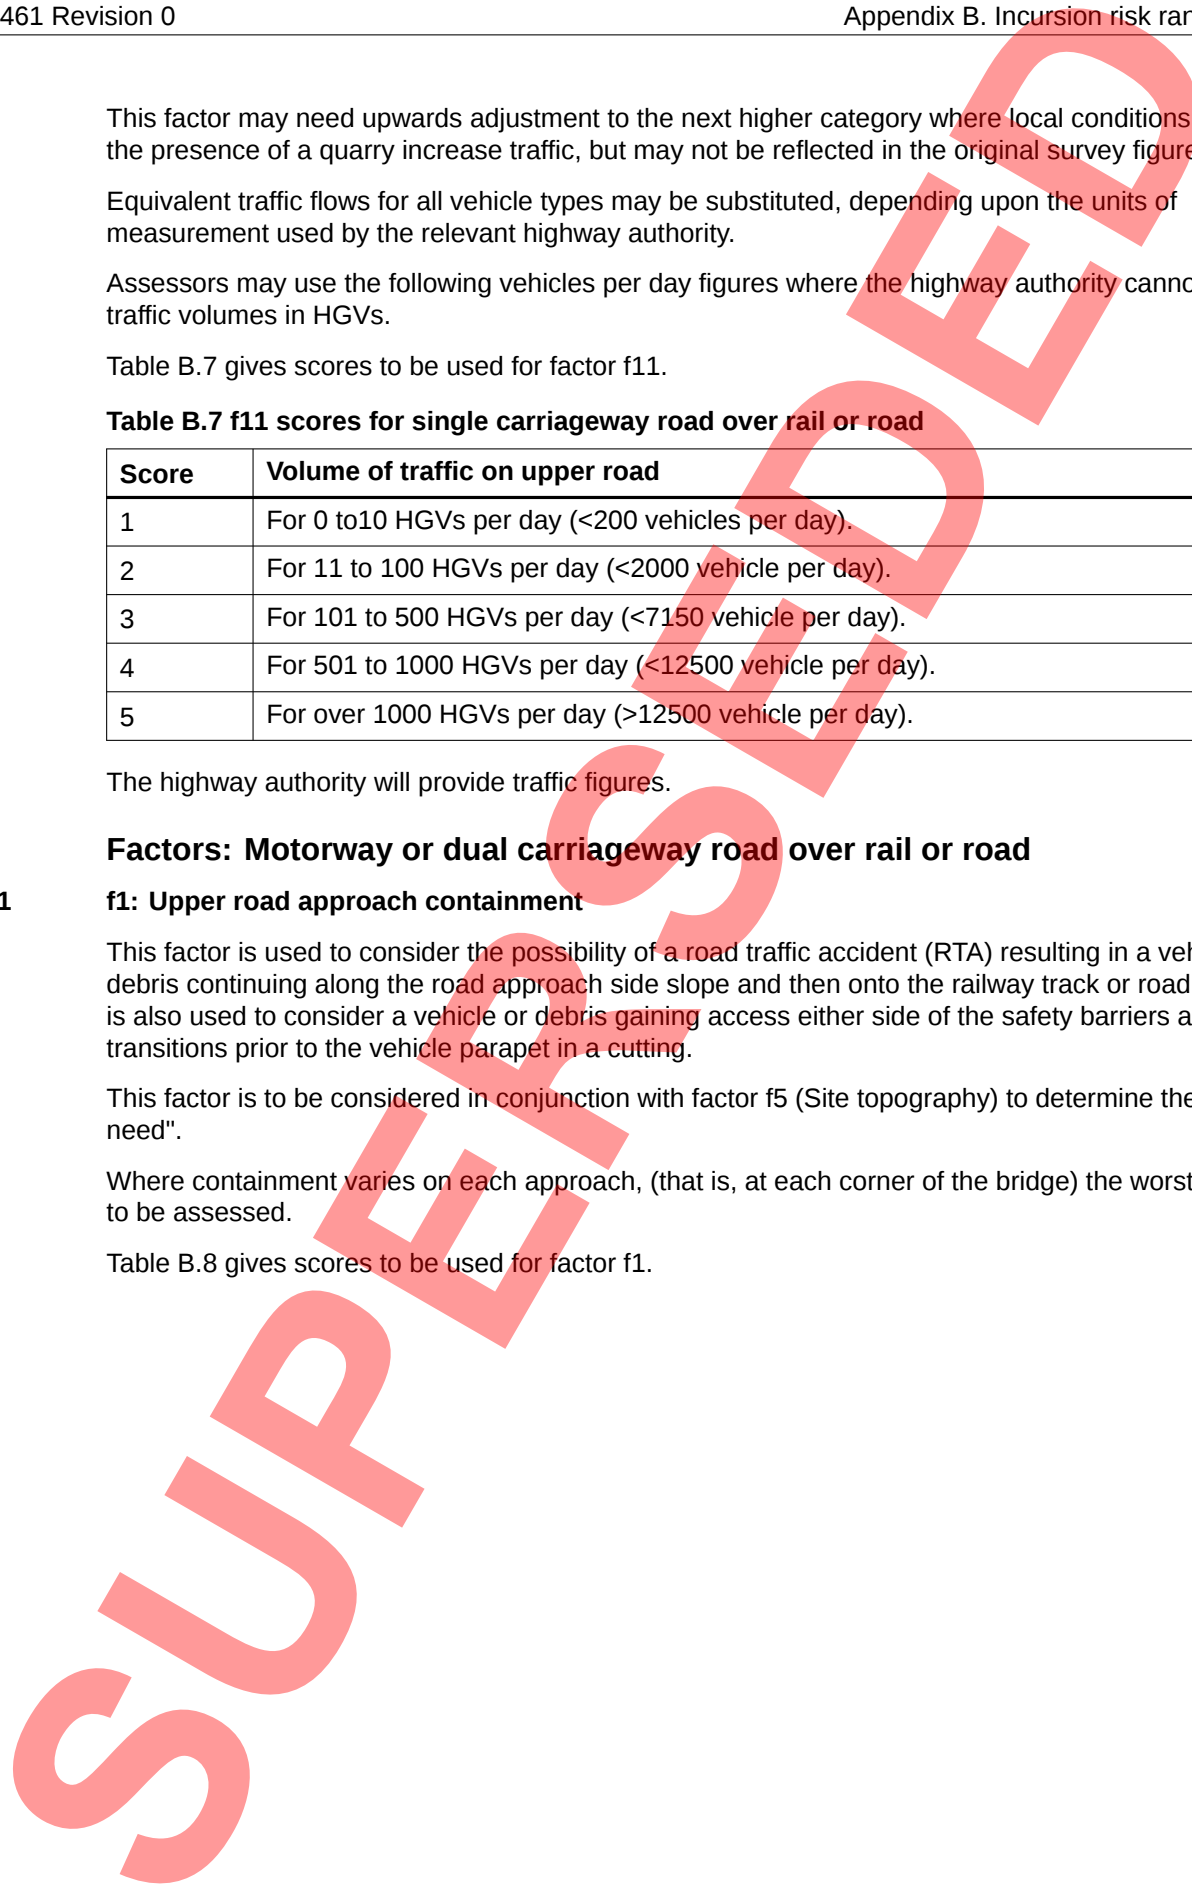 461 Revision 0 Appendix B. Incursion risk ran
This factor may need upwards adjustment to the next higher category where local conditions
the presence of a quarry increase traffic, but may not be reflected in the original survey figure
Equivalent traffic flows for all vehicle types may be substituted, depending upon the units of
measurement used by the relevant highway authority.
Assessors may use the following vehicles per day figures where the highway authority canno
traffic volumes in HGVs.
Table B.7 gives scores to be used for factor f11.
Table B.7 f11 scores for single carriageway road over rail or road
Score Volume of traffic on upper road
1 For 0 to10 HGVs per day (<200 vehicles per day).
2 For 11 to 100 HGVs per day (<2000 vehicle per day).
3 For 101 to 500 HGVs per day (<7150 vehicle per day).
4 For 501 to 1000 HGVs per day (<12500 vehicle per day).
5 For over 1000 HGVs per day (>12500 vehicle per day).
The highway authority will provide traffic figures.
Factors: Motorway or dual carriageway road over rail or road
1 f1: Upper road approach containment
This factor is used to consider the possibility of a road traffic accident (RTA) resulting in a veh
debris continuing along the road approach side slope and then onto the railway track or road
is also used to consider a vehicle or debris gaining access either side of the safety barriers a
transitions prior to the vehicle parapet in a cutting.
This factor is to be considered in conjunction with factor f5 (Site topography) to determine the
need".
Where containment varies on each approach, (that is, at each corner of the bridge) the worst
to be assessed.
Table B.8 gives scores to be used for factor f1.
SUPERSEDED